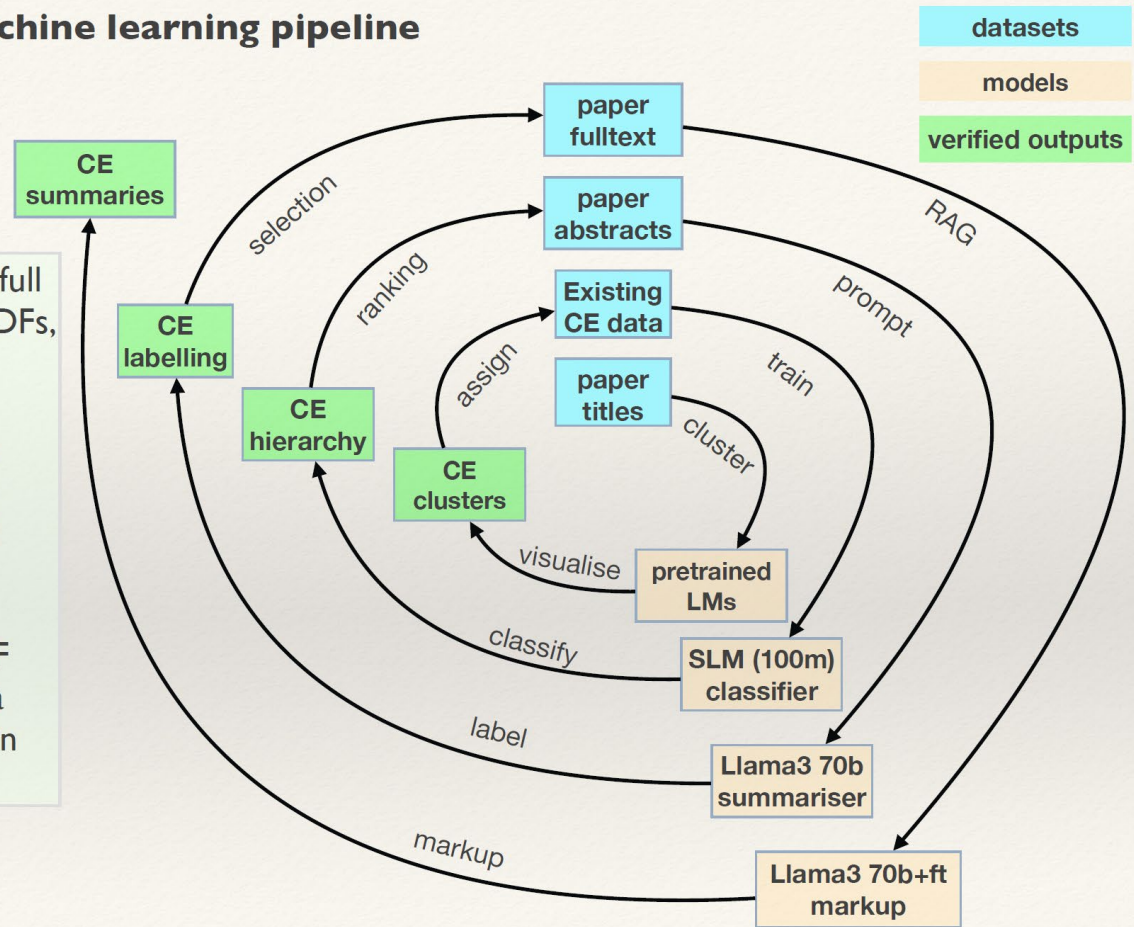 chine learning pipeline
datasets
models
verified outputs
paper
fulltext
CE
summaries
selection
paper
abstracts
RAG
full
DFs,
ranking
Existing
CE data
prompt
CE
labelling
assign
paper
titles
train
CE
hierarchy
cluster
CE
clusters
visualise
pretrained
LMs
classify
SLM (100m)
classifier
label
Llama3 70b
summariser
markup
Llama3 70b+ft
markup